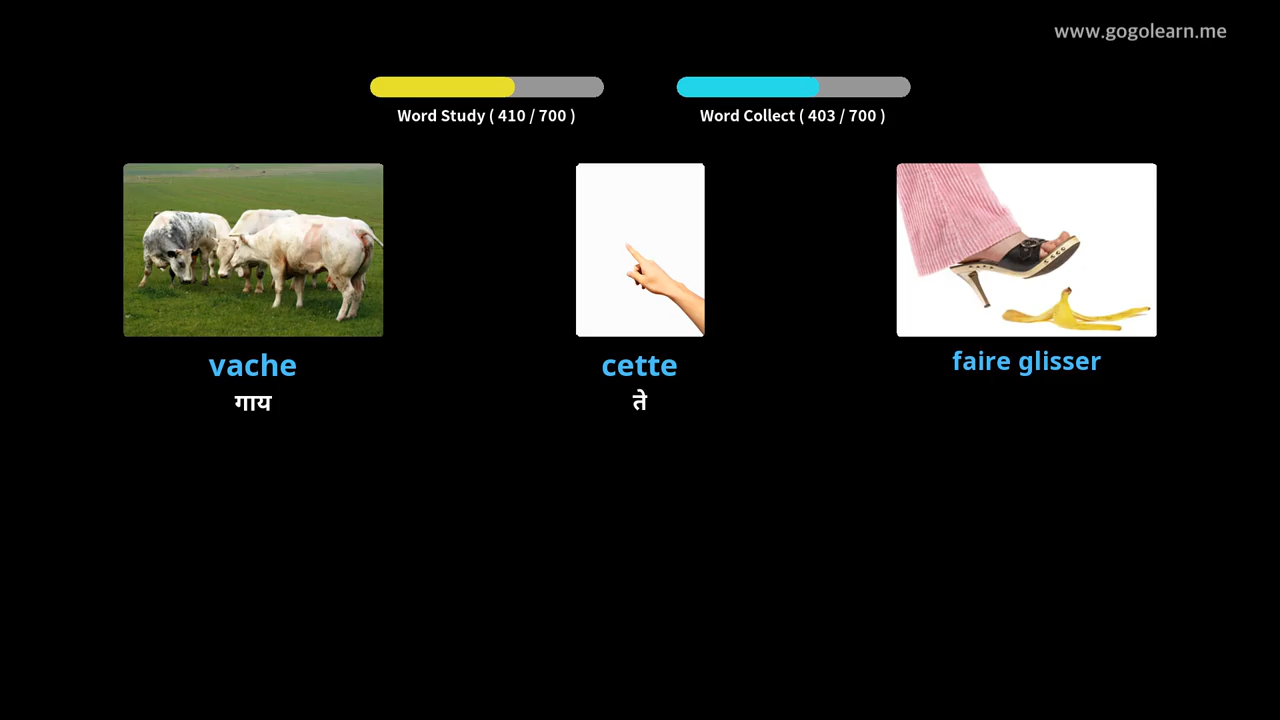 www.gogolearn.me
Word Study ( 410 / 700 )
Word Collect ( 403 / 700 )
vache
cette
faire glisser
गाय
ते